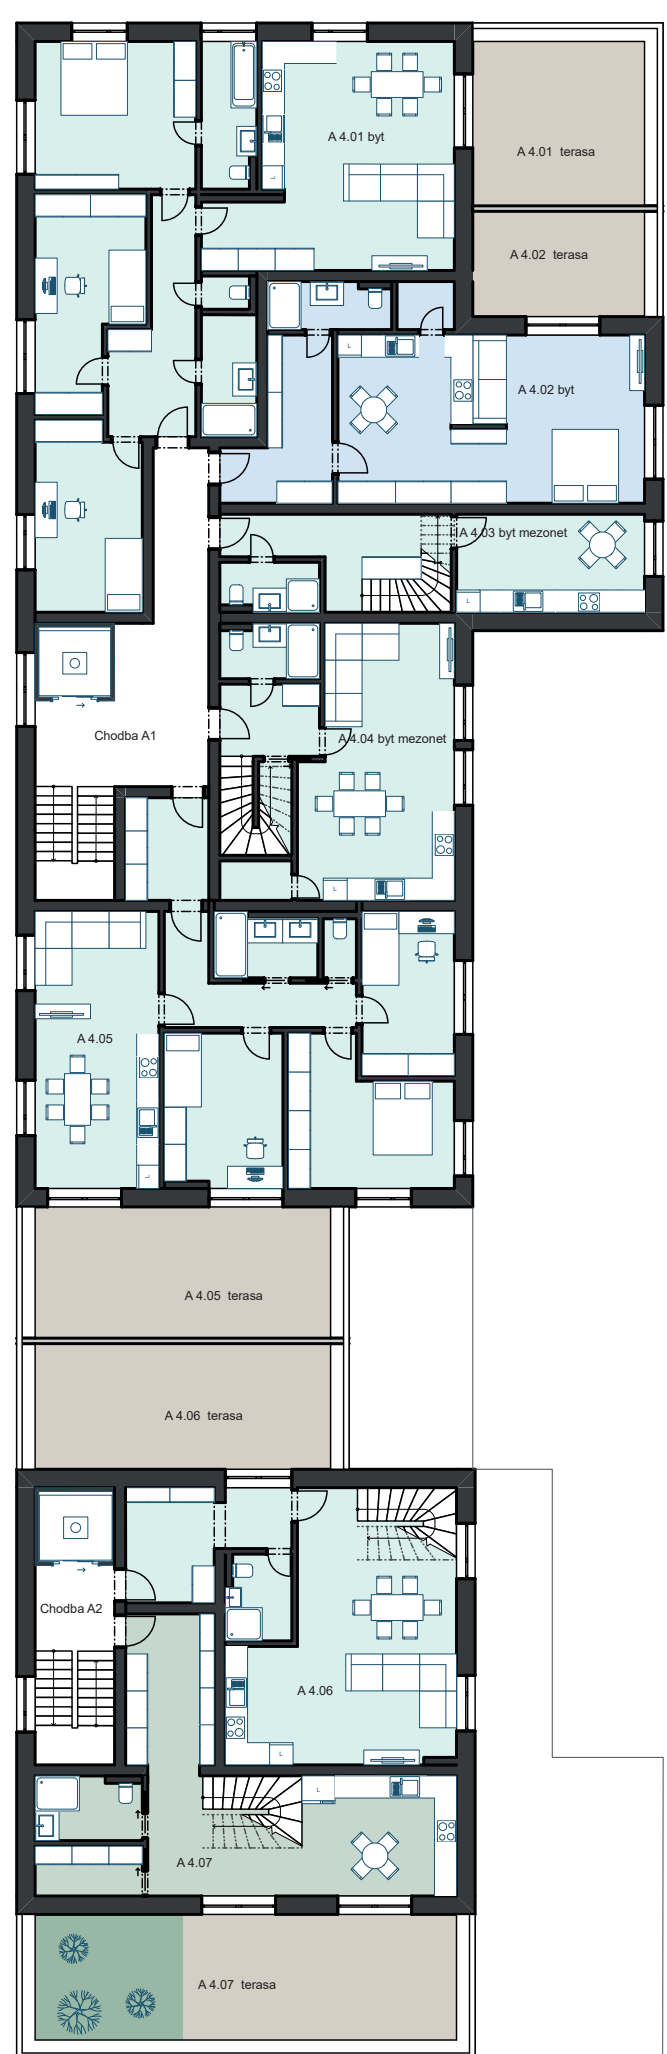 A 4.01 byt
A 4.01 terasa
A 4.02 terasa
L
L
A 4.02 byt
A 4.03 byt mezonet
L
Chodba A1
A 4.04 byt mezonet
L
A 4.05
L
A 4.05 terasa
A 4.06 terasa
Chodba A2
A 4.06
L
L
A 4.07
A 4.07 terasa